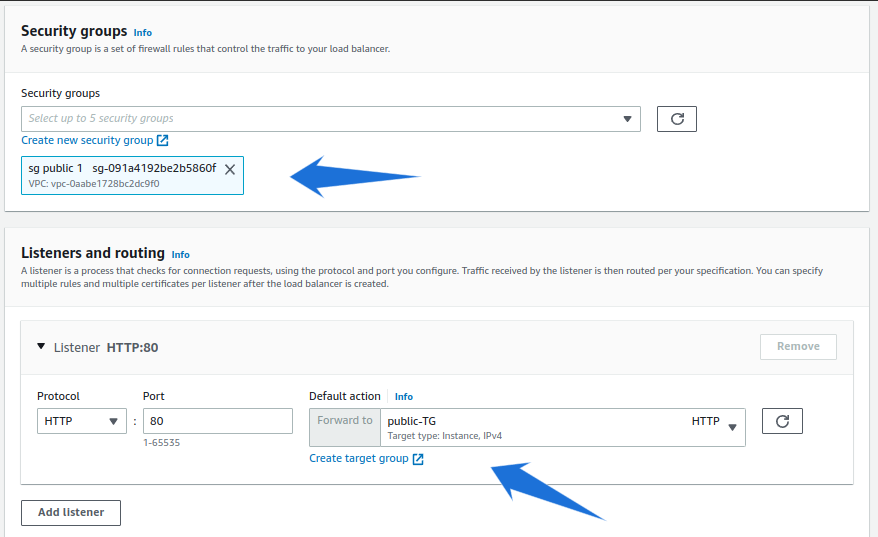 Security groups Info
A security group is a set of firewall rules that control the traffic to your load balancer.
Security groups
Select up to 5 security groups
Create new security group
sg public 1 sg-091a4192be2b5860f
VPC: vpc-0aabe1728bc2dc9f0
Listeners and routing Info
A listener is a process that checks for connection requests, using the protocol and port you configure. Traffic received by the listener is then routed per your specification. You can specify
multiple rules and multiple certificates per listener after the load balancer is created.
Listener HTTP:80
Remove
Protocol
Port
Default action Info
HTTP
:
80
Forward to
public-TG
HTTP
Target type: Instance, IPv4
1-65535
Create target group
Add listener